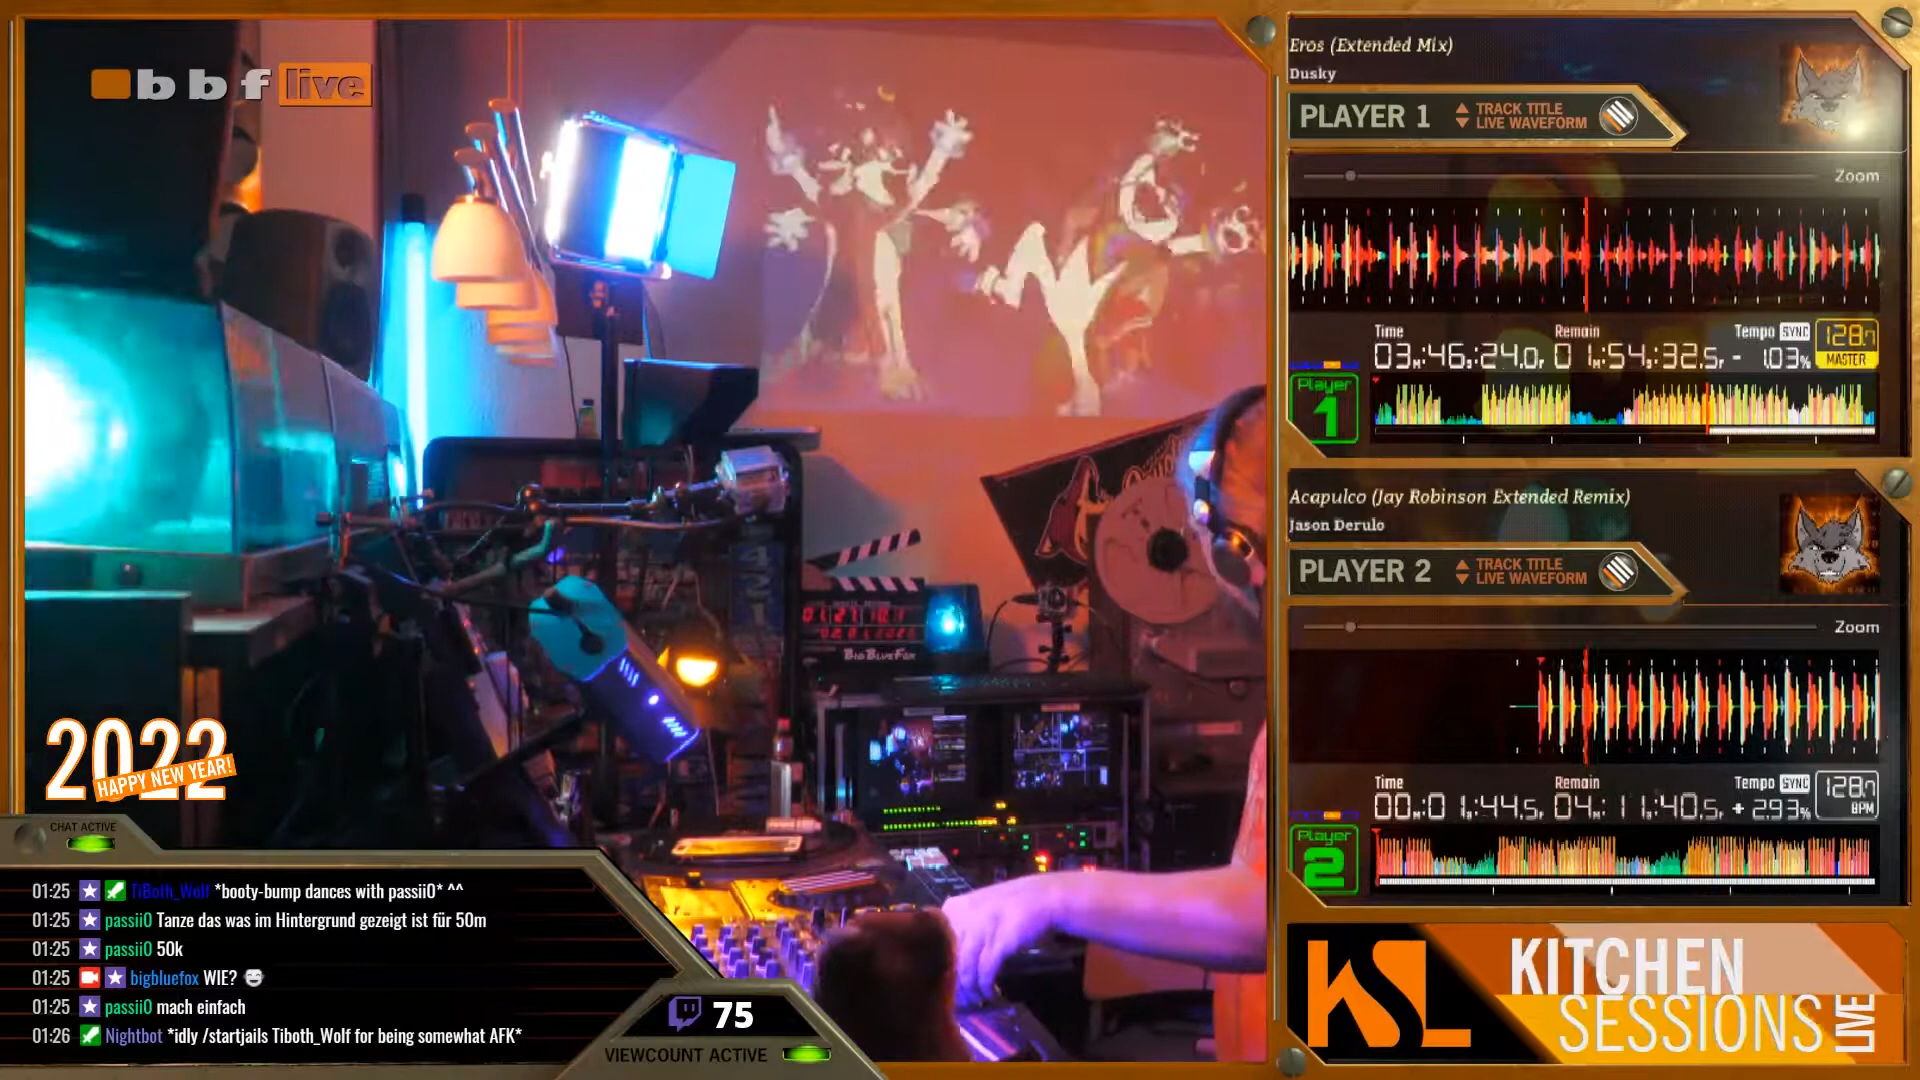 bbf live
Eros (Extended Mix)
Dusky
PLAYER 1
TRACK TITLE
LIVE WAVEFORM
Zoom
Time
Remain
Tempo SYNC
128.
03:46:24.0
01:54:32.5
- 1.03%
MASTER
Player
1
Acapulco (Jay Robinson Extended Remix)
Jason Derulo
PLAYER 2
TRACK TITLE
LIVE WAVEFORM
Zoom
Time
Remain
Tempo SYNC
128.
00:01:44.5
04:11:40.5
+ 2.93%
BPM
Player
2
421
BIGBLUEFOX
2022
HAPPY NEW YEAR!
CHAT ACTIVE
01:25 TiBoth_Wolf *booty-bump dances with passii0* ^^
01:25 passii0 Tanze das was im Hintergrund gezeigt ist für 50m
01:25 passii0 50k
01:25 bigbluefox WIE?
01:25 passii0 mach einfach
01:26 Nightbot *idly /startjails Tiboth_Wolf for being somewhat AFK*
75
VIEWCOUNT ACTIVE
KSL
KITCHEN
SESSIONS
LIVE